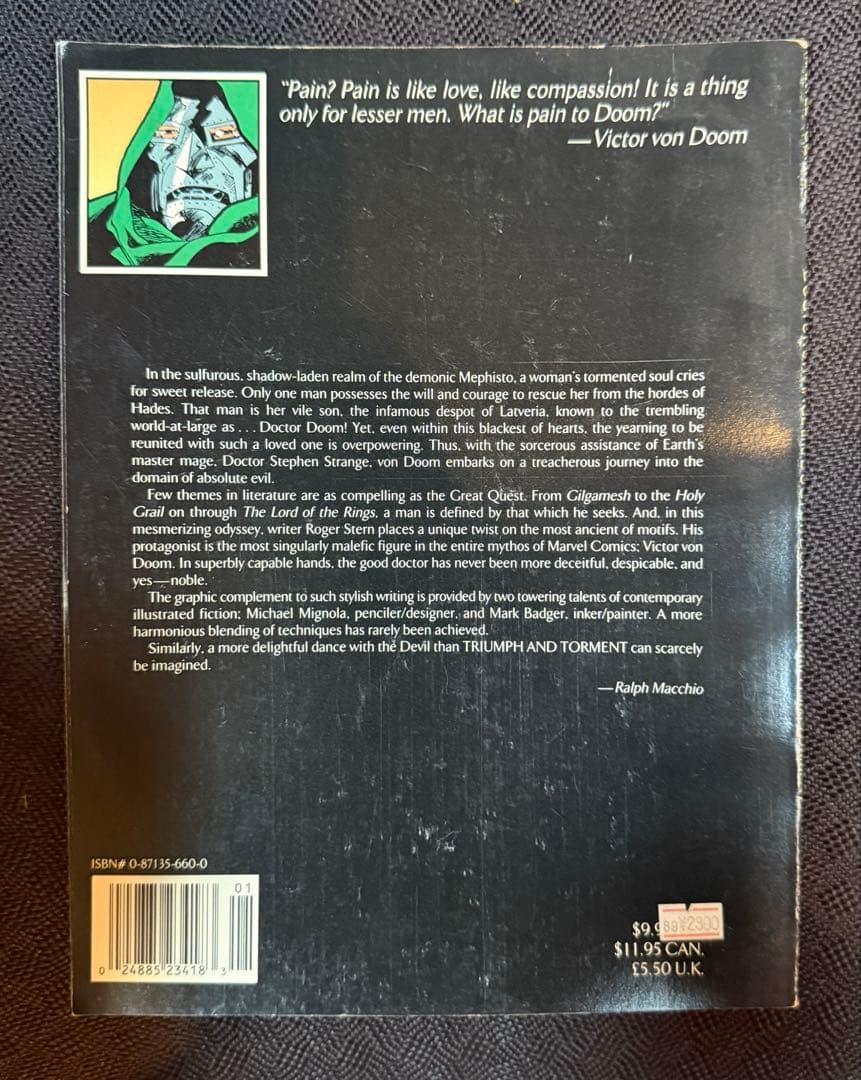 "Pain? Pain is like love, like compassion! It is a thing
only for lesser men. What is pain to Doom?"
—Victor von Doom
In the sulfurous, shadow-laden realm of the demonic Mephisto, a woman's tormented soul cries
for sweet release. Only one man possesses the will and courage to rescue her from the hordes of
Hades. That man is her vile son, the infamous despot of Latveria, known to the trembling
world-at-large as . . . Doctor Doom! Yet, even within this blackest of hearts, the yearning to be
reunited with such a loved one is overpowering. Thus, with the sorcerous assistance of Earth's
master mage, Doctor Stephen Strange, von Doom embarks on a treacherous journey into the
domain of absolute evil.
Few themes in literature are as compelling as the Great Quest. From Gilgamesh to the Holy
Grail on through The Lord of the Rings, a man is defined by that which he seeks. And, in this
mesmerizing odyssey, writer Roger Stern places a unique twist on the most ancient of motifs. His
protagonist is the most singularly malefic figure in the entire mythos of Marvel Comics: Victor von
Doom. In superbly capable hands, the good doctor has never been more deceitful, despicable, and
yes—noble.
The graphic complement to such stylish writing is provided by two towering talents of contemporary
illustrated fiction: Michael Mignola, penciler/designer, and Mark Badger, inker/painter. A more
harmonious blending of techniques has rarely been achieved.
Similarly, a more delightful dance with the Devil than TRIUMPH AND TORMENT can scarcely
be imagined.
—Ralph Macchio
ISBN# 0-87135-660-0
01
0 24885 23418 3
$9.9
¥2300
$11.95 CAN.
£5.50 U.K.